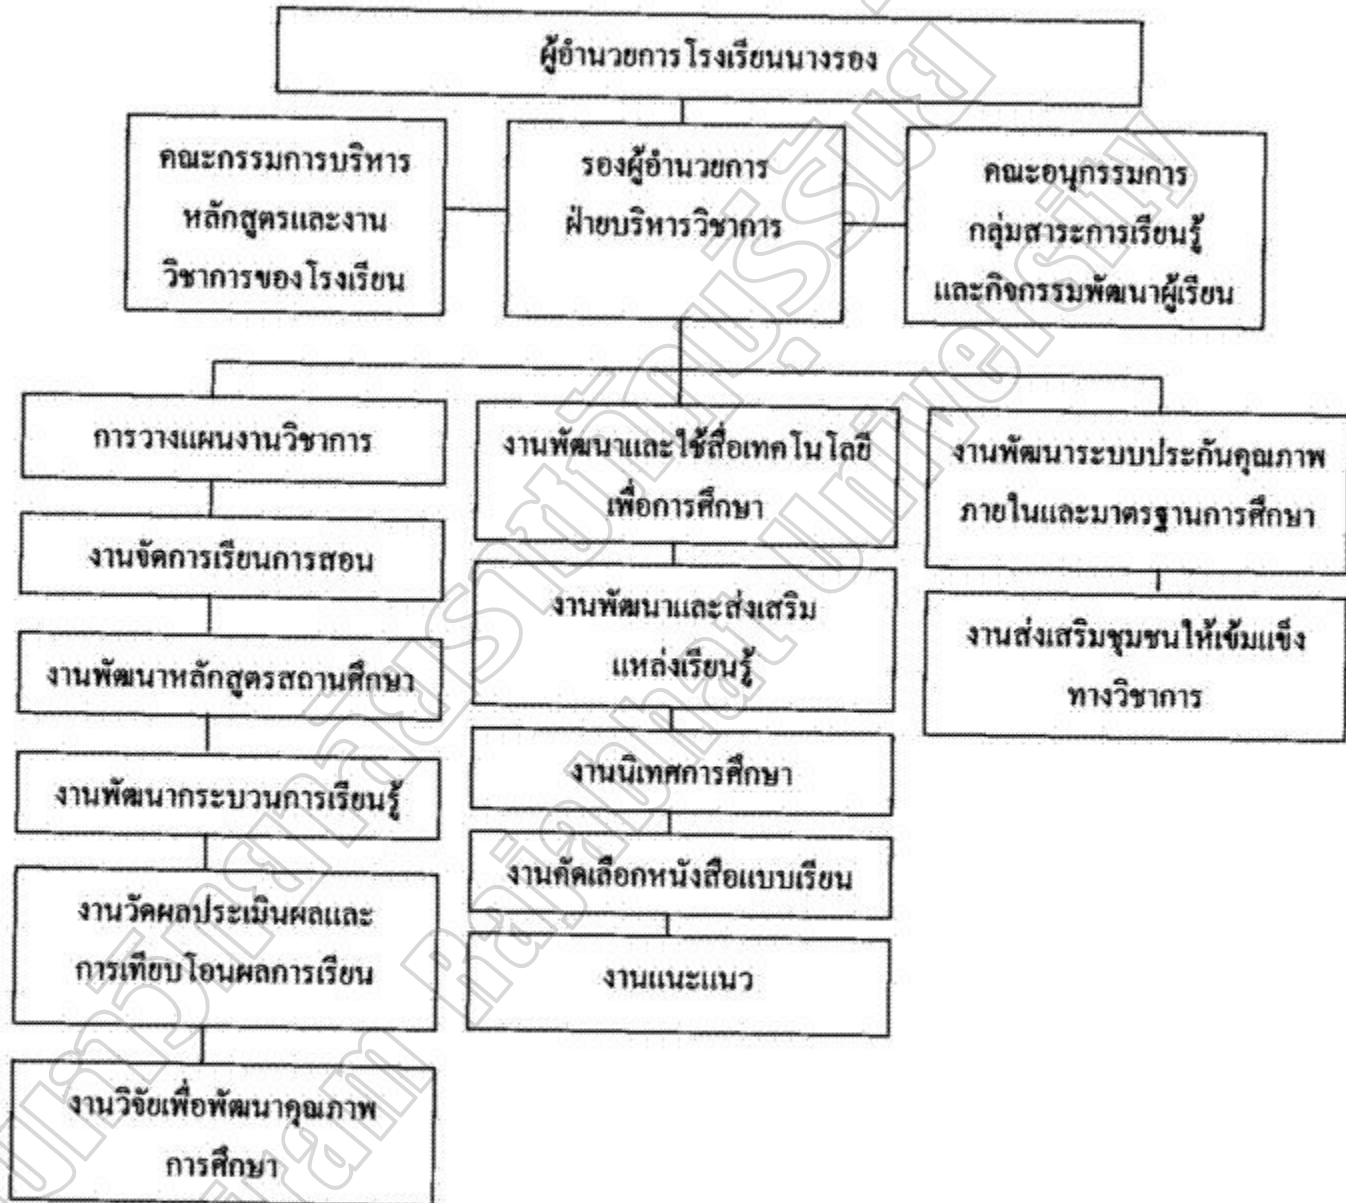 ผู้อำนวยการโรงเรียนนางรอง
คณะกรรมการบริหาร
หลักสูตรและงาน
วิชาการของโรงเรียน
รองผู้อำนวยการ
ฝ่ายบริหารวิชาการ
คณะอนุกรรมการ
กลุ่มสาระการเรียนรู้
และกิจกรรมพัฒนาผู้เรียน
การวางแผนงานวิชาการ
งานจัดการเรียนการสอน
งานพัฒนาหลักสูตรสถานศึกษา
งานพัฒนากระบวนการเรียนรู้
งานวัดผลประเมินผลและ
การเทียบโอนผลการเรียน
งานวิจัยเพื่อพัฒนาคุณภาพ
การศึกษา
งานพัฒนาและใช้สื่อเทคโนโลยี
เพื่อการศึกษา
งานพัฒนาและส่งเสริม
แหล่งเรียนรู้
งานนิเทศการศึกษา
งานคัดเลือกหนังสือแบบเรียน
งานแนะแนว
งานพัฒนาระบบประกันคุณภาพ
ภายในและมาตรฐานการศึกษา
งานส่งเสริมชุมชนให้เข้มแข็ง
ทางวิชาการ
Rajabhat University